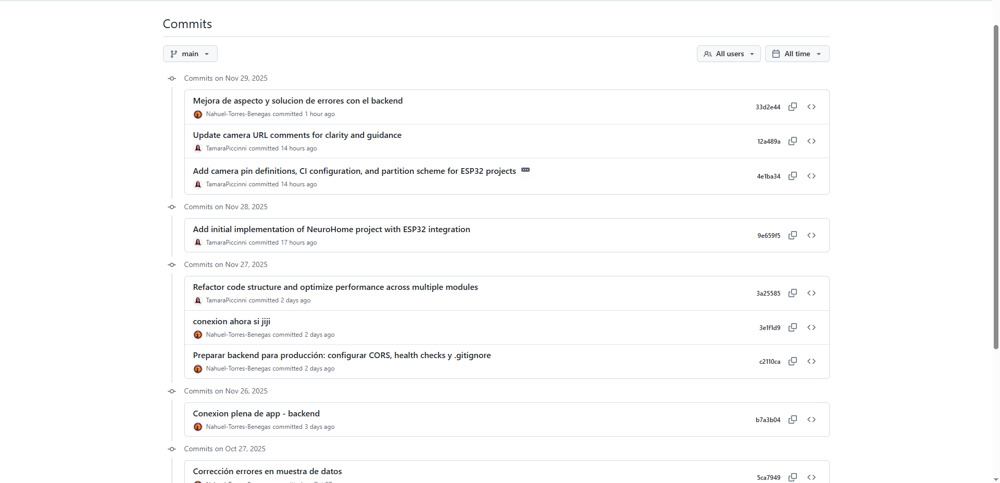 Commits
main
All users
All time
Commits on Nov 29, 2025
Mejora de aspecto y solucion de errores con el backend
Nahuel-Torres-Benegas committed 1 hour ago
33d2e44
Update camera URL comments for clarity and guidance
TamaraPiccinni committed 14 hours ago
12a489a
Add camera pin definitions, CI configuration, and partition scheme for ESP32 projects
TamaraPiccinni committed 14 hours ago
4e1ba34
Commits on Nov 28, 2025
Add initial implementation of NeuroHome project with ESP32 integration
TamaraPiccinni committed 17 hours ago
9e659f5
Commits on Nov 27, 2025
Refactor code structure and optimize performance across multiple modules
TamaraPiccinni committed 2 days ago
3a25585
conexion ahora si jiji
Nahuel-Torres-Benegas committed 2 days ago
3e1f1d9
Preparar backend para producción: configurar CORS, health checks y .gitignore
Nahuel-Torres-Benegas committed 2 days ago
c2110ca
Commits on Nov 26, 2025
Conexion plena de app - backend
Nahuel-Torres-Benegas committed 3 days ago
b7a3b04
Commits on Oct 27, 2025
Corrección errores en muestra de datos
5ca7949